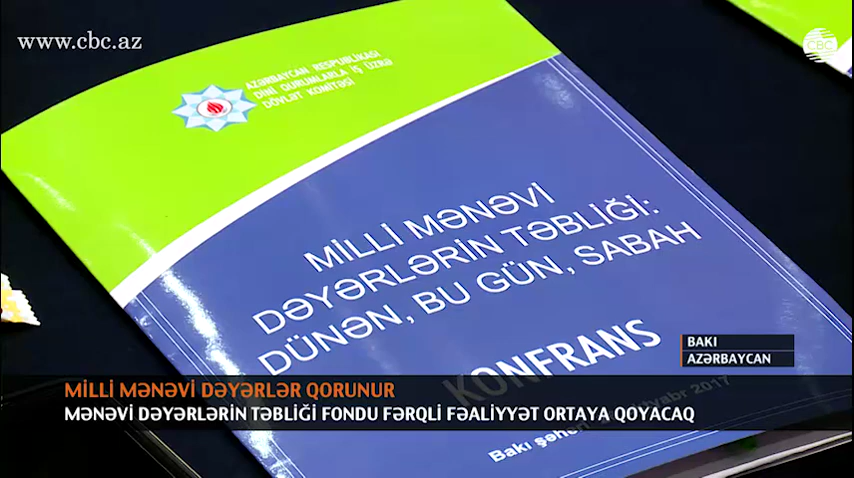 www.cbc.az
CBC
AZƏRBAYCAN RESPUBLİKASI
DİNİ QURUMLARLA İŞ ÜZRƏ
DÖVLƏT KOMİTƏSİ
MİLLİ MƏNƏVİ
DƏYƏRLƏRİN TƏBLİĞİ:
DÜNƏN, BU GÜN, SABAH
KONFRANS
Bakı 2017
BAKI
AZƏRBAYCAN
MİLLİ MƏNƏVİ DƏYƏRLƏR QORUNUR
MƏNƏVİ DƏYƏRLƏRİN TƏBLİĞİ FONDU FƏRQLİ FƏALİYYƏT ORTAYA QOYACAQ